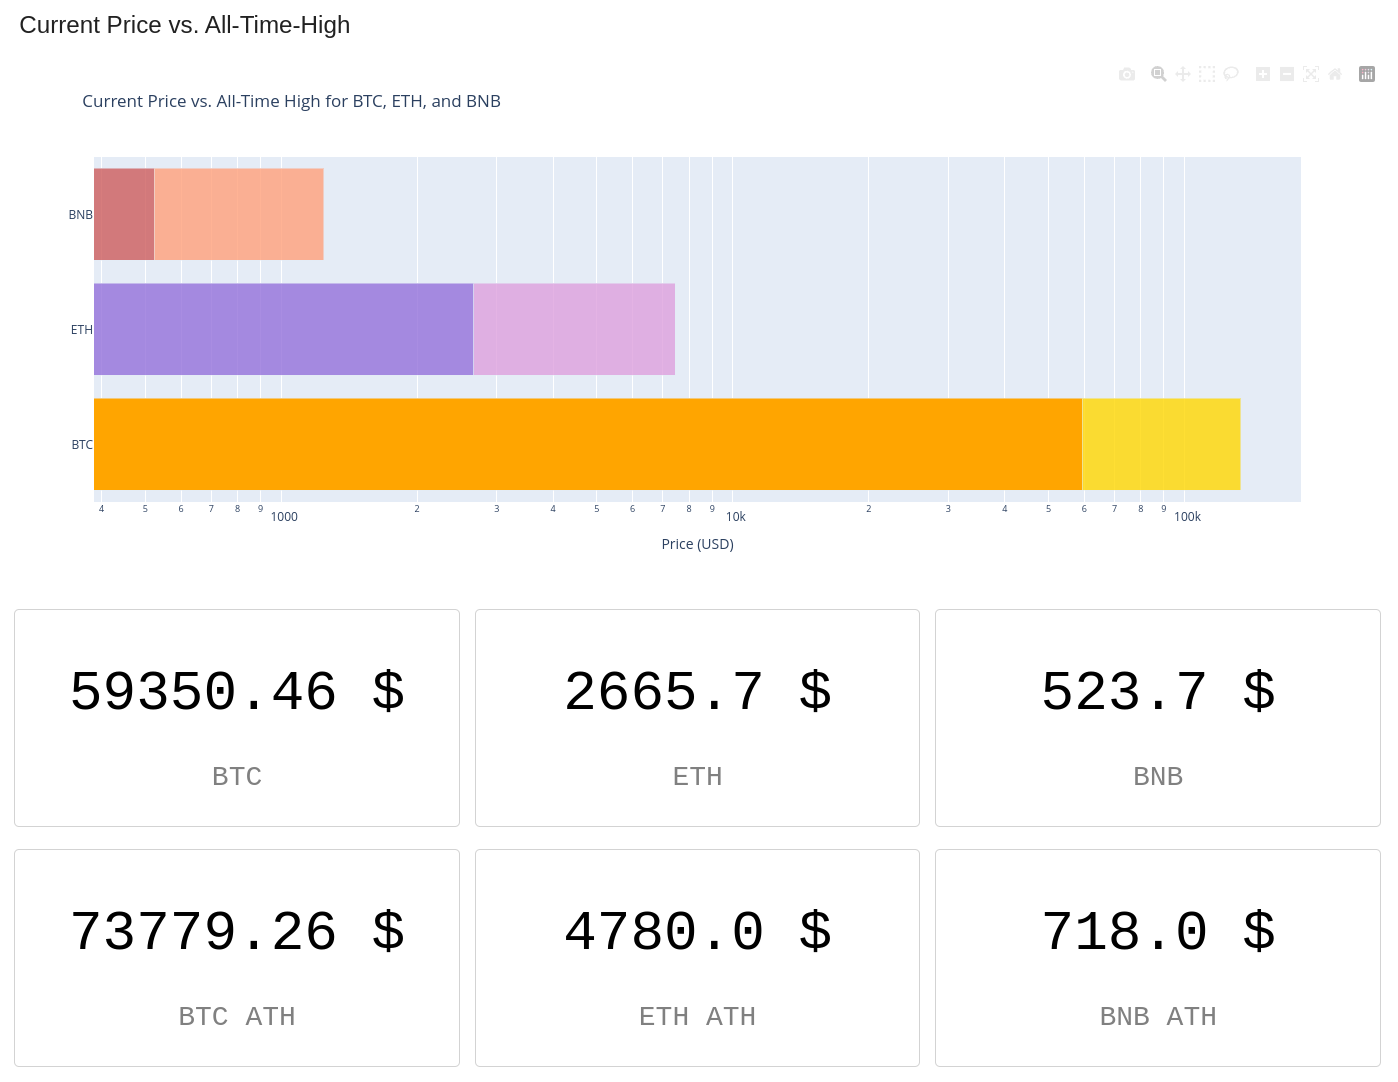 Current Price vs. All-Time-High
Current Price vs. All-Time High for BTC, ETH, and BNB
BNB
ETH
BTC
4 5 6 7 8 9 1000 2 3 4 5 6 7 8 9 10k 2 3 4 5 6 7 8 9 100k
Price (USD)
59350.46 $
BTC
2665.7 $
ETH
523.7 $
BNB
73779.26 $
BTC ATH
4780.0 $
ETH ATH
718.0 $
BNB ATH